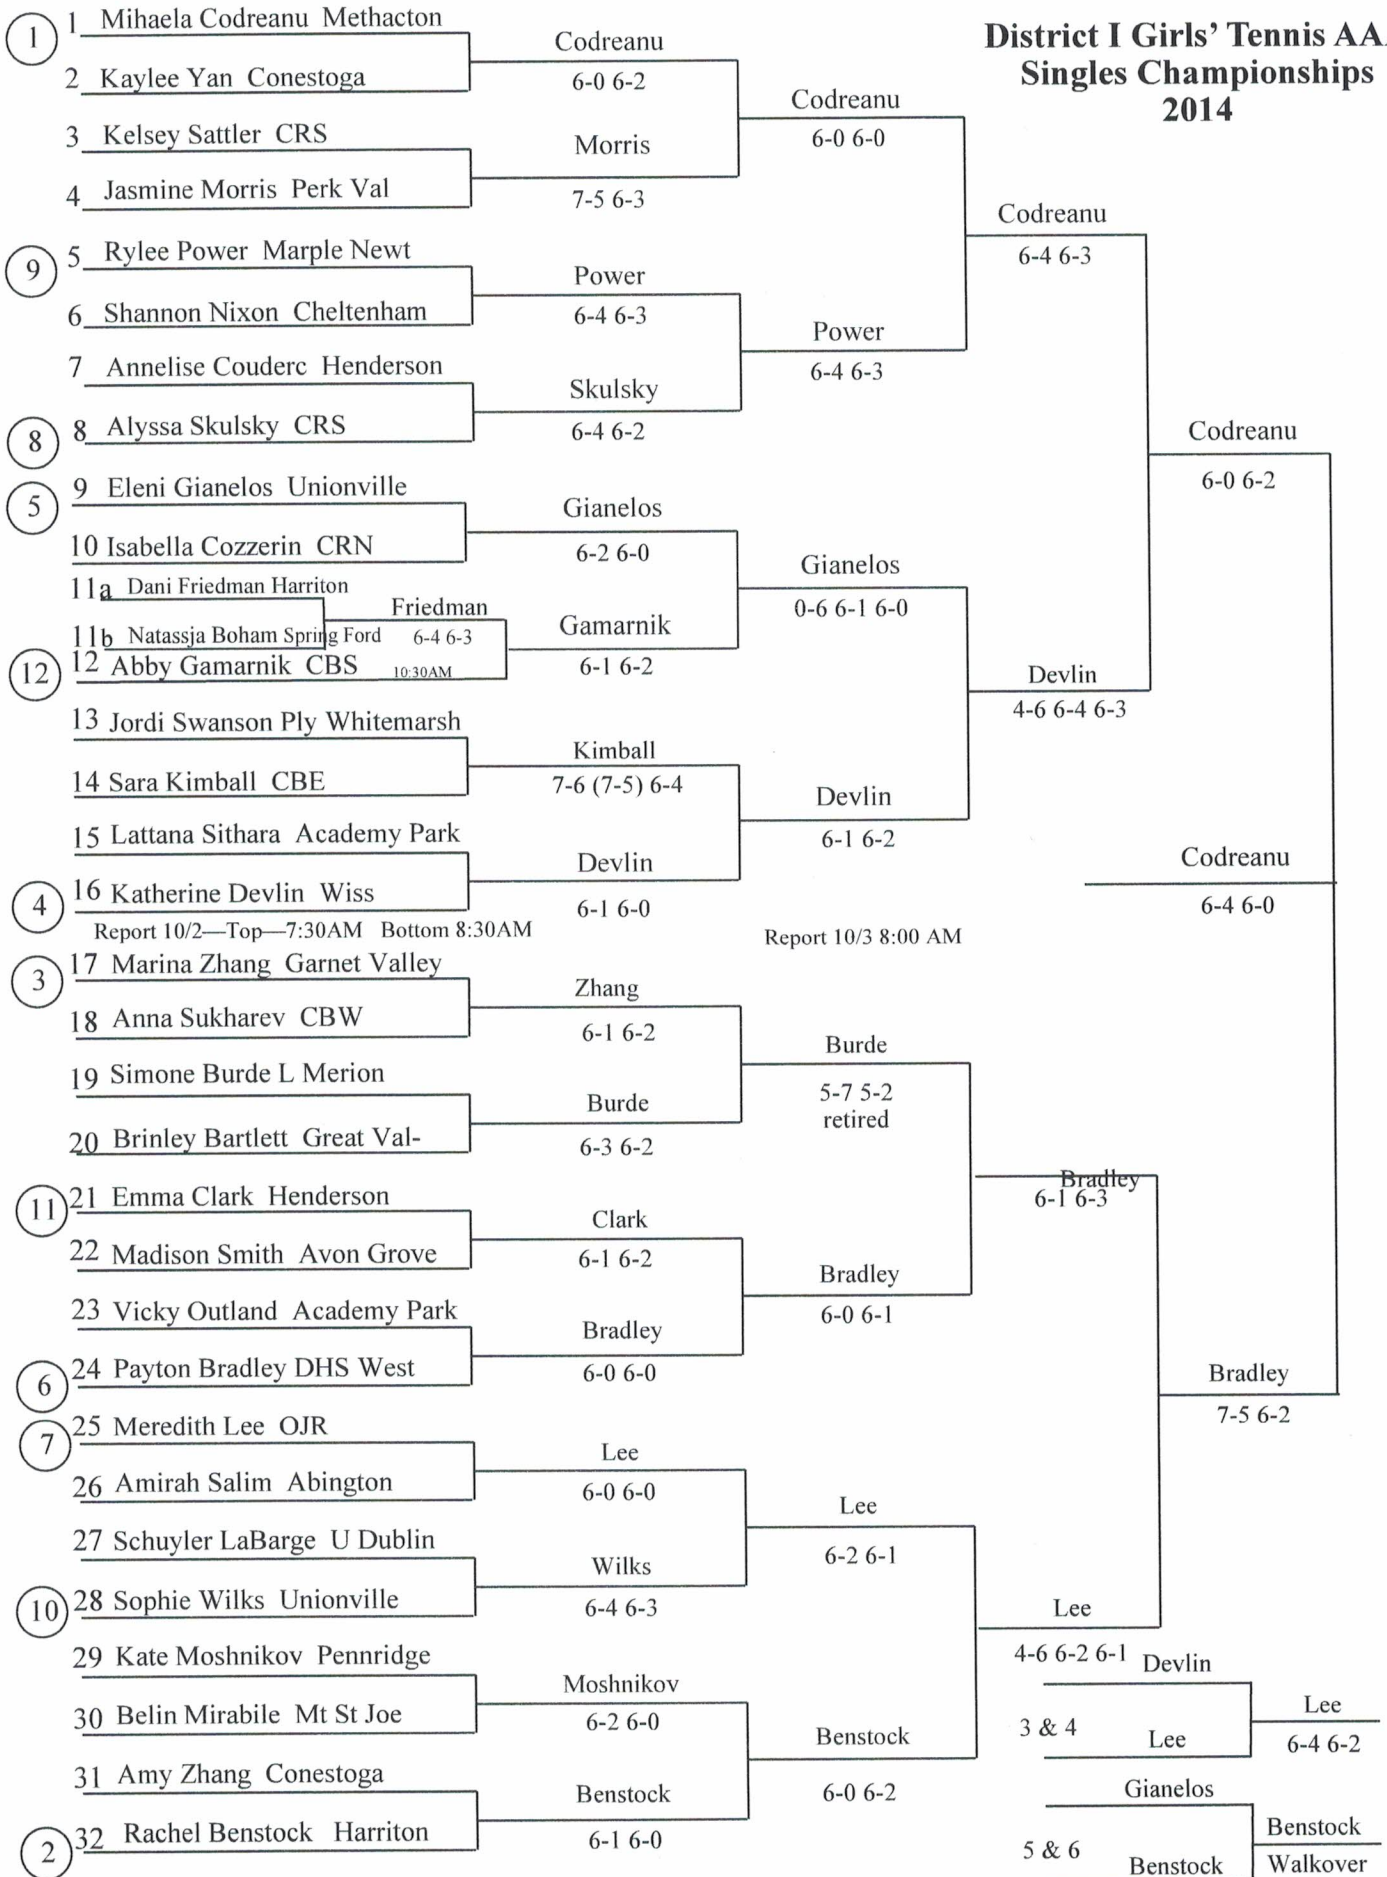 District I Girls' Tennis AA
Singles Championships
2014
1
1 Mihaela Codreanu Methacton
2 Kaylee Yan Conestoga
Codreanu
6-0 6-2
3 Kelsey Sattler CRS
4 Jasmine Morris Perk Val
Morris
7-5 6-3
Codreanu
6-0 6-0
9
5 Rylee Power Marple Newt
6 Shannon Nixon Cheltenham
Power
6-4 6-3
7 Annelise Couderc Henderson
8
8 Alyssa Skulsky CRS
Skulsky
6-4 6-2
Power
6-4 6-3
Codreanu
6-4 6-3
5
9 Eleni Gianelos Unionville
10 Isabella Cozzerin CRN
Gianelos
6-2 6-0
11a Dani Friedman Harriton
11b Natassja Boham Spring Ford
Friedman
6-4 6-3
12
12 Abby Gamarnik CBS
10:30AM
Gamarnik
6-1 6-2
Gianelos
0-6 6-1 6-0
13 Jordi Swanson Ply Whitemarsh
14 Sara Kimball CBE
Kimball
7-6 (7-5) 6-4
15 Lattana Sithara Academy Park
4
16 Katherine Devlin Wiss
Devlin
6-1 6-0
Devlin
6-1 6-2
Devlin
4-6 6-4 6-3
Codreanu
6-0 6-2
Codreanu
6-4 6-0
Report 10/2—Top—7:30AM Bottom 8:30AM
Report 10/3 8:00 AM
3
17 Marina Zhang Garnet Valley
18 Anna Sukharev CBW
Zhang
6-1 6-2
19 Simone Burde L Merion
20 Brinley Bartlett Great Val-
Burde
6-3 6-2
Burde
5-7 5-2
retired
11
21 Emma Clark Henderson
22 Madison Smith Avon Grove
Clark
6-1 6-2
23 Vicky Outland Academy Park
6
24 Payton Bradley DHS West
Bradley
6-0 6-0
Bradley
6-0 6-1
Bradley
6-1 6-3
7
25 Meredith Lee OJR
26 Amirah Salim Abington
Lee
6-0 6-0
27 Schuyler LaBarge U Dublin
10
28 Sophie Wilks Unionville
Wilks
6-4 6-3
Lee
6-2 6-1
29 Kate Moshnikov Pennridge
30 Belin Mirabile Mt St Joe
Moshnikov
6-2 6-0
31 Amy Zhang Conestoga
2
32 Rachel Benstock Harriton
Benstock
6-1 6-0
Benstock
6-0 6-2
Lee
4-6 6-2 6-1
Bradley
7-5 6-2
Devlin
3 & 4
Lee
Lee
6-4 6-2
Gianelos
5 & 6
Benstock
Benstock
Walkover